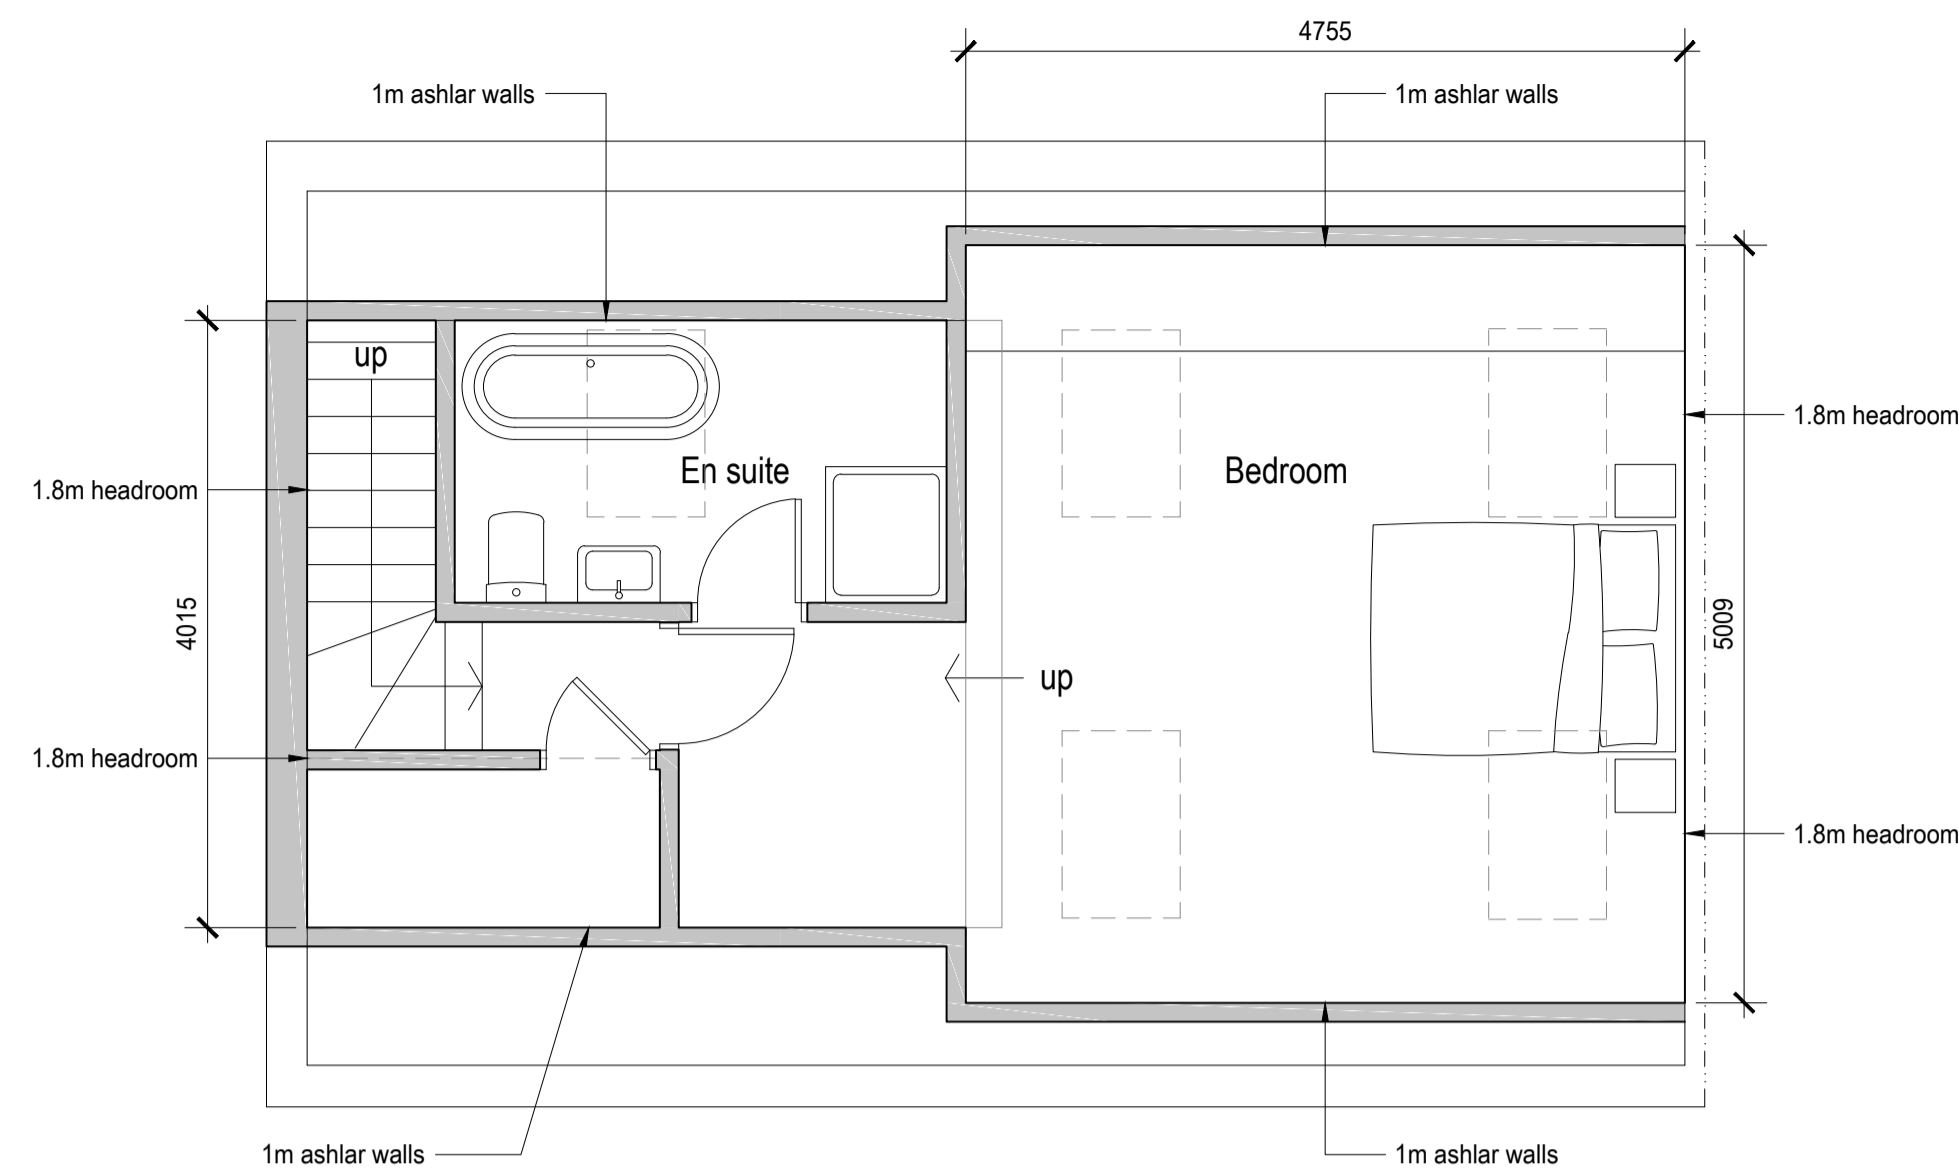 4755
1m ashlar walls
1m ashlar walls
up
1.8m headroom
En suite
Bedroom
1.8m headroom
4015
5009
up
1.8m headroom
1.8m headroom
1m ashlar walls
1m ashlar walls